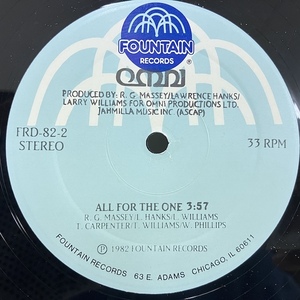 FOUNTAIN
RECORDS
OMNI
PRODUCED BY: R. G. MASSEY/LAWRENCE HANKS/
LARRY WILLIAMS FOR OMNI PRODUCTIONS LTD.
JAHMILLA MUSIC INC. (ASCAP)
FRD-82-2
STEREO
33 RPM
ALL FOR THE ONE 3:57
R. G. MASSEY/L. HANKS/L. WILLIAMS
T. CARPENTER/T. WILLIAMS/W. PHILLIPS
℗ 1982 FOUNTAIN RECORDS
FOUNTAIN RECORDS 63 E. ADAMS CHICAGO, IL 60611